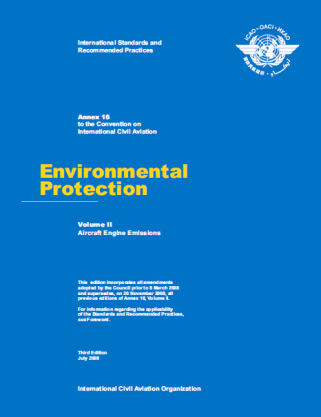 International Standards and
Recommended Practices
ICAO · OACI · ИКАО
Annex 16
to the Convention on
International Civil Aviation
Environmental
Protection
Volume II
Aircraft Engine Emissions
This edition incorporates all amendments
adopted by the Council prior to 8 March 2008
and supersedes, on 20 November 2008, all
previous editions of Annex 16, Volume II.
For information regarding the applicability
of the Standards and Recommended Practices,
see Foreword.
Third Edition
July 2008
International Civil Aviation Organization